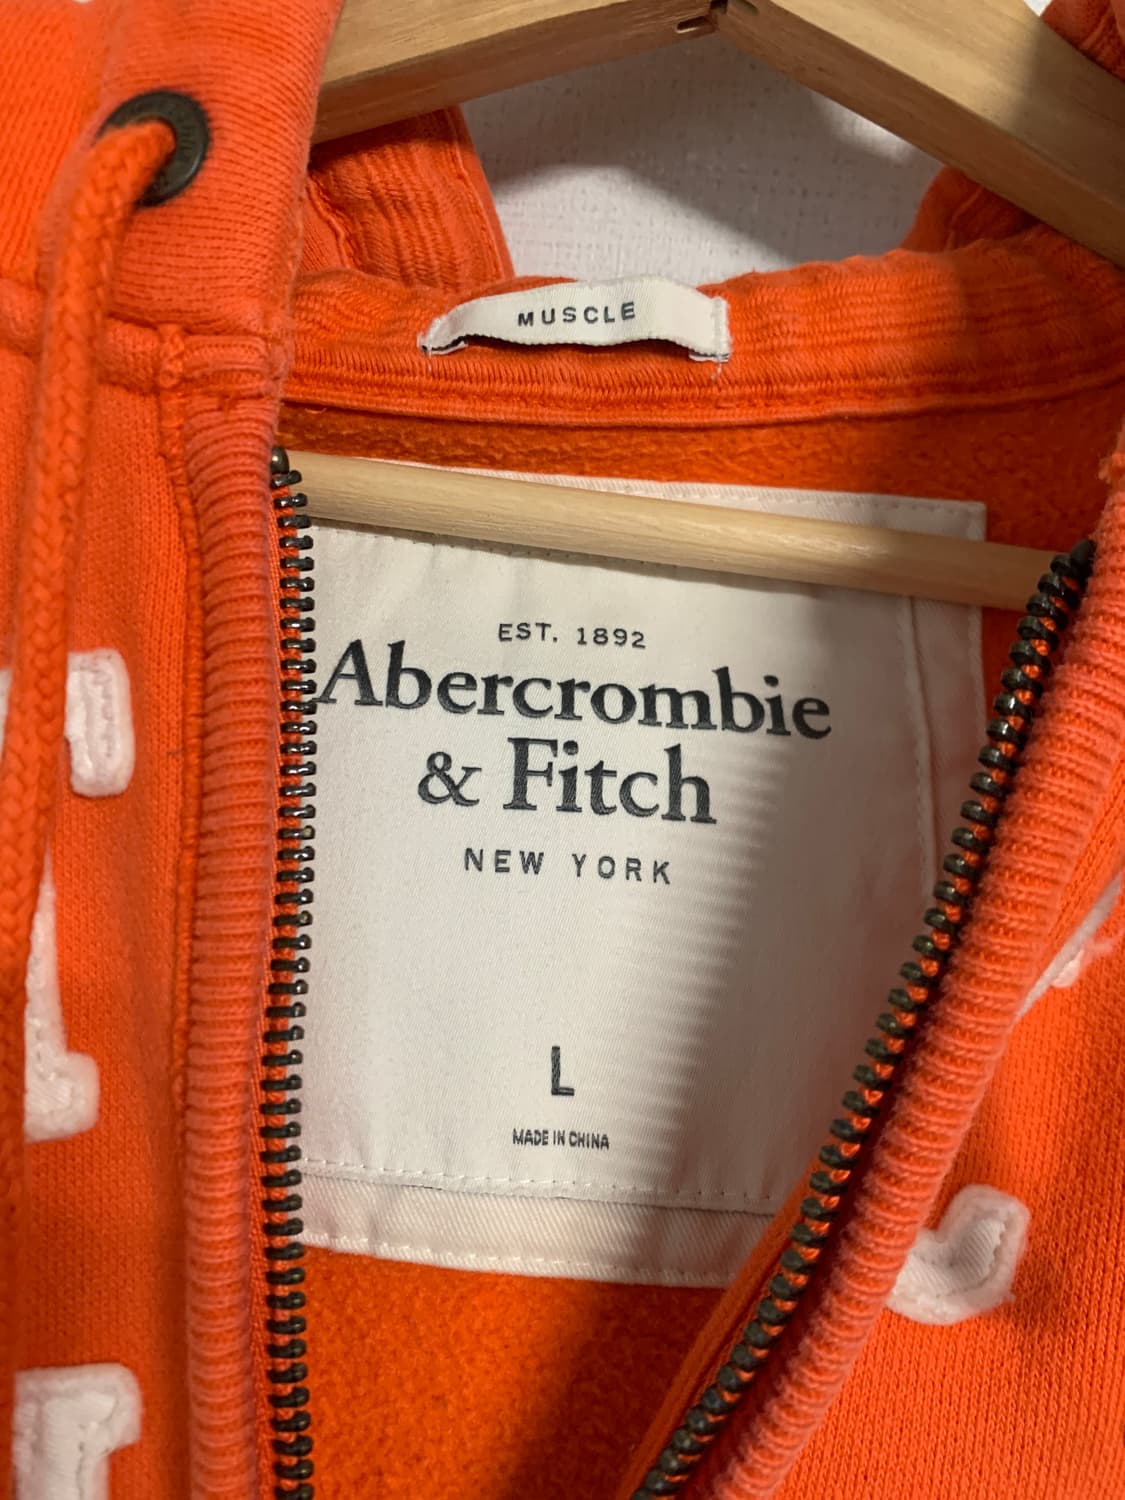 MUSCLE
EST. 1892
Abercrombie
& Fitch
NEW YORK
L
MADE IN CHINA